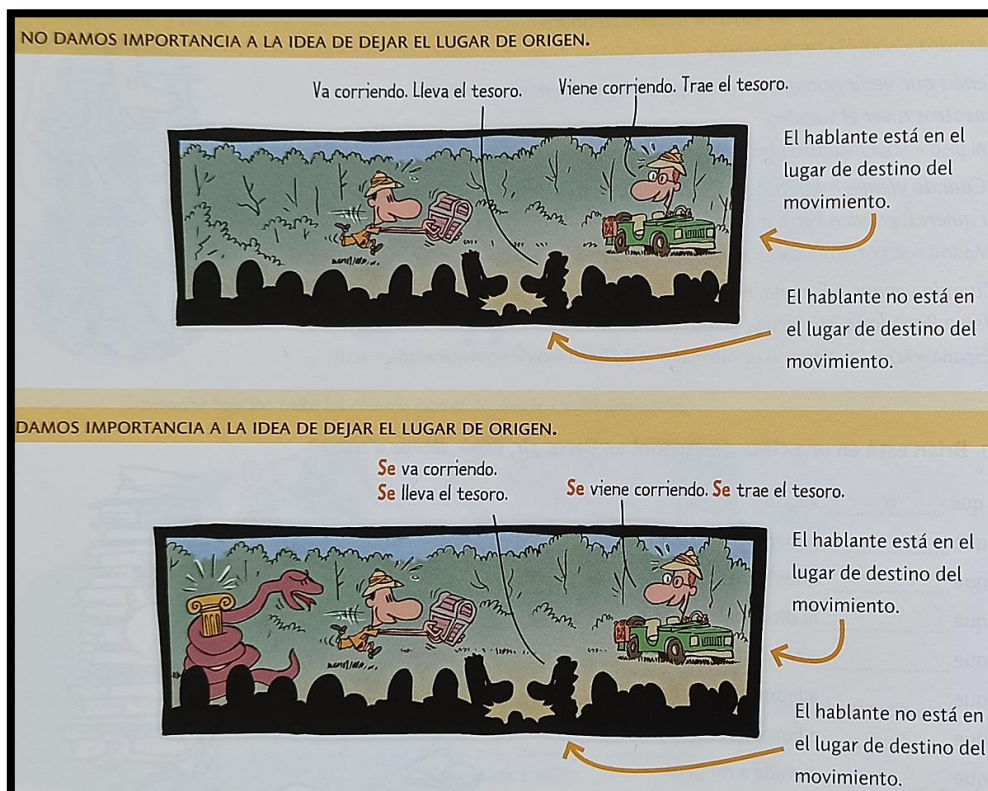 NO DAMOS IMPORTANCIA A LA IDEA DE DEJAR EL LUGAR DE ORIGEN.
Va corriendo. Lleva el tesoro.
Viene corriendo. Trae el tesoro.
El hablante está en el
lugar de destino del
movimiento.
El hablante no está en
el lugar de destino del
movimiento.
DAMOS IMPORTANCIA A LA IDEA DE DEJAR EL LUGAR DE ORIGEN.
Se va corriendo.
Se lleva el tesoro.
Se viene corriendo. Se trae el tesoro.
El hablante está en el
lugar de destino del
movimiento.
El hablante no está en
el lugar de destino del
movimiento.